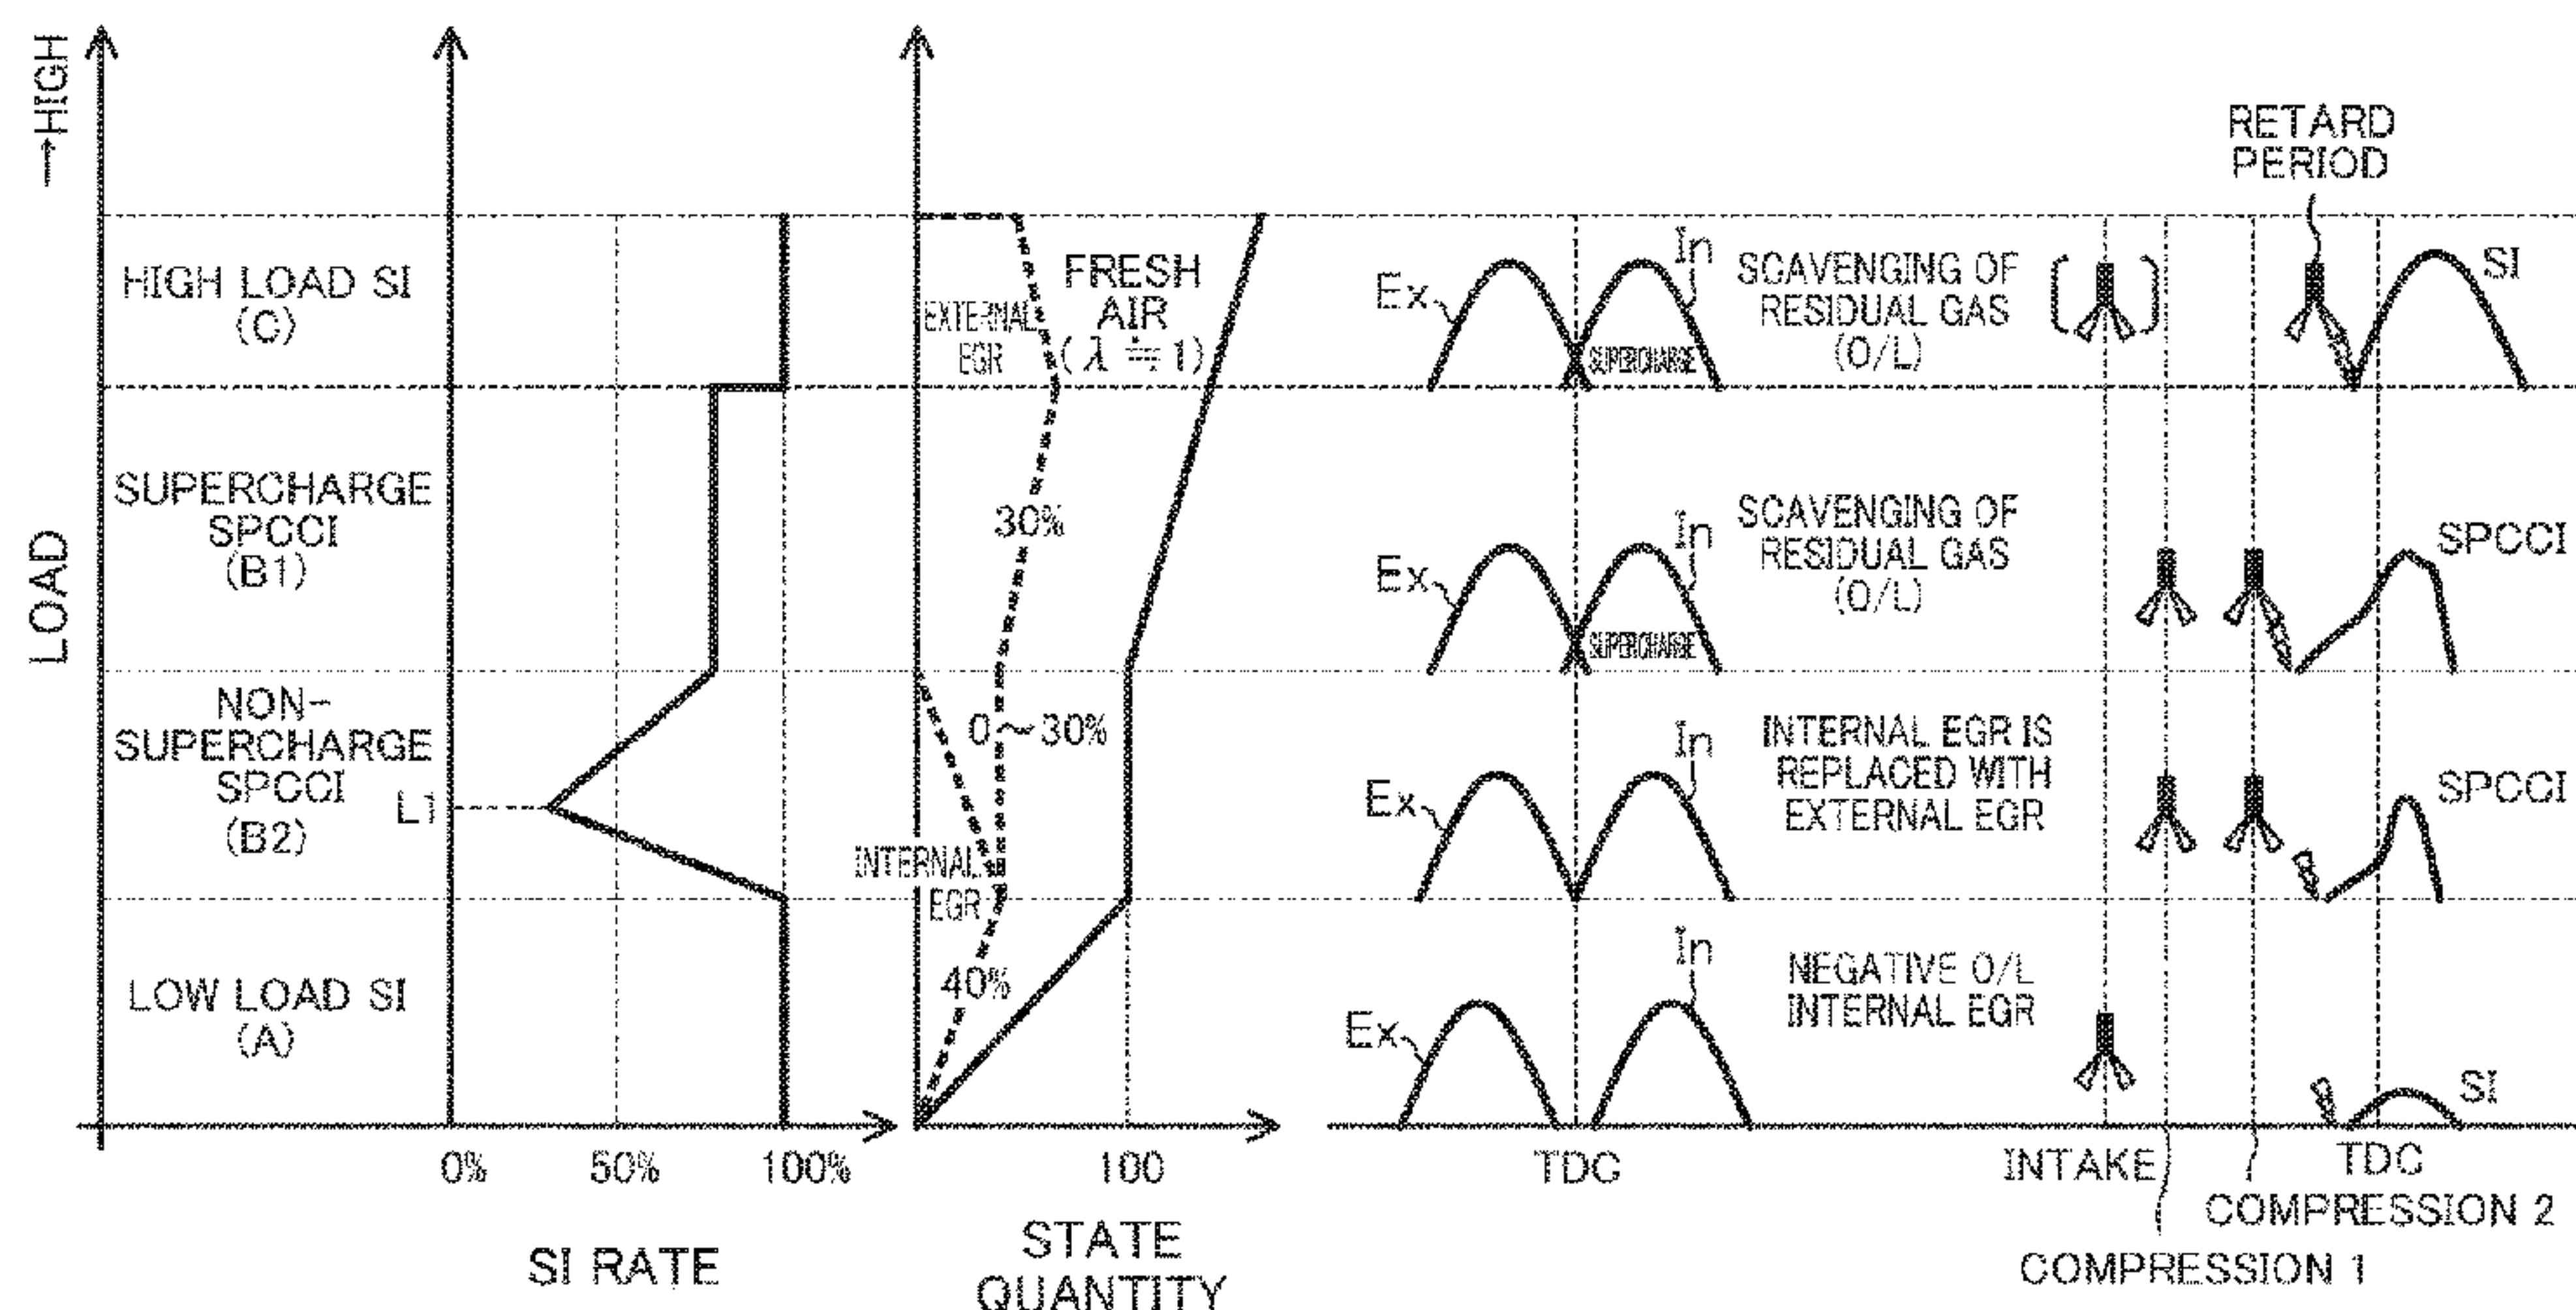 →HIGH
LOAD
HIGH LOAD SI
(C)
SUPERCHARGE
SPCCI
(B1)
NON-
SUPERCHARGE
SPCCI
(B2)
L1
LOW LOAD SI
(A)
0%
50%
100%
SI RATE
EXTERNAL
EGR
FRESH
AIR
(λ≒1)
30%
0~30%
INTERNAL
EGR
40%
100
STATE
QUANTITY
Ex
In
SUPERCHARGE
SCAVENGING OF
RESIDUAL GAS
(O/L)
Ex
In
SUPERCHARGE
SCAVENGING OF
RESIDUAL GAS
(O/L)
Ex
In
INTERNAL EGR IS
REPLACED WITH
EXTERNAL EGR
Ex
In
NEGATIVE O/L
INTERNAL EGR
TDC
RETARD
PERIOD
SI
SPCCI
SPCCI
SI
INTAKE
TDC
COMPRESSION 2
COMPRESSION 1